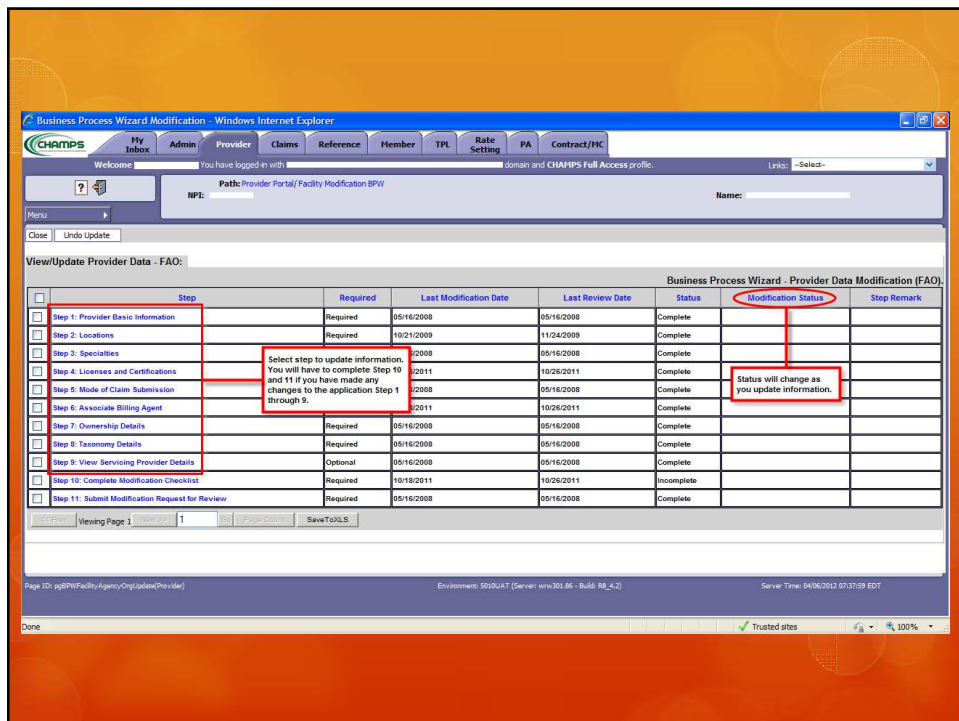 Business Process Wizard Modification - Windows Internet Explorer
CHAMPS My Inbox Admin Provider Claims Reference Member TPL Rate Setting PA Contract/MC
Welcome You have logged-in with domain and CHAMPS Full Access profile. Links: --Select--
Path: Provider Portal/ Facility Modification BPW
NPI: Name:
Menu
Close Undo Update
View/Update Provider Data - FAO:
Business Process Wizard - Provider Data Modification (FAO).
Step Required Last Modification Date Last Review Date Status Modification Status Step Remark
Step 1: Provider Basic Information Required 05/16/2008 05/16/2008 Complete
Step 2: Locations Required 10/21/2009 11/24/2009 Complete
Step 3: Specialties /2008 05/16/2008 Complete
Step 4: Licenses and Certifications /2011 10/26/2011 Complete
Step 5: Mode of Claim Submission /2008 05/16/2008 Complete
Step 6: Associate Billing Agent /2011 10/26/2011 Complete
Step 7: Ownership Details Required 05/16/2008 05/16/2008 Complete
Step 8: Taxonomy Details Required 05/16/2008 05/16/2008 Complete
Step 9: View Servicing Provider Details Optional 05/16/2008 05/16/2008 Complete
Step 10: Complete Modification Checklist Required 10/18/2011 10/26/2011 Incomplete
Step 11: Submit Modification Request for Review Required 05/16/2008 05/16/2008 Complete
Select step to update information.
You will have to complete Step 10
and 11 if you have made any
changes to the application Step 1
through 9.
Status will change as
you update information.
<< Prev Viewing Page 1 Next >> 1 Go Page Count SaveToXLS
Page ID: pgBPWFacilityAgencyOrgUpdate(Provider) Environment: 5010UAT (Server: wrw301.86 - Build: R8_4.2) Server Time: 04/06/2012 07:37:59 EDT
Done Trusted sites 100%